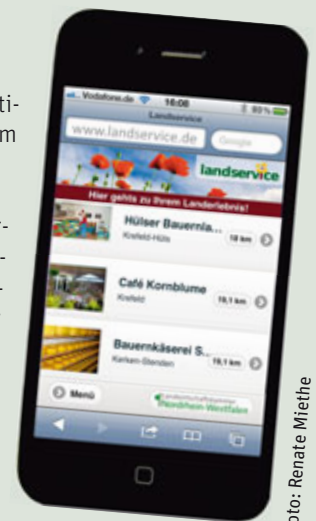 ti-
m
r-
-
-
Vodafone.de 16:08 93%
Landservice
www.landservice.de Google
landservice
Hier gehts zu Ihrem Landerlebnis!
Hülser Bauernla...
Krefeld-Hüls
18 km
Café Kornblume
Krefeld
19,1 km
Bauernkäserei S...
Kerken-Stenden
19,1 km
Menü
Landwirtschaftskammer
Nordrhein-Westfalen
oto: Renate Miethe